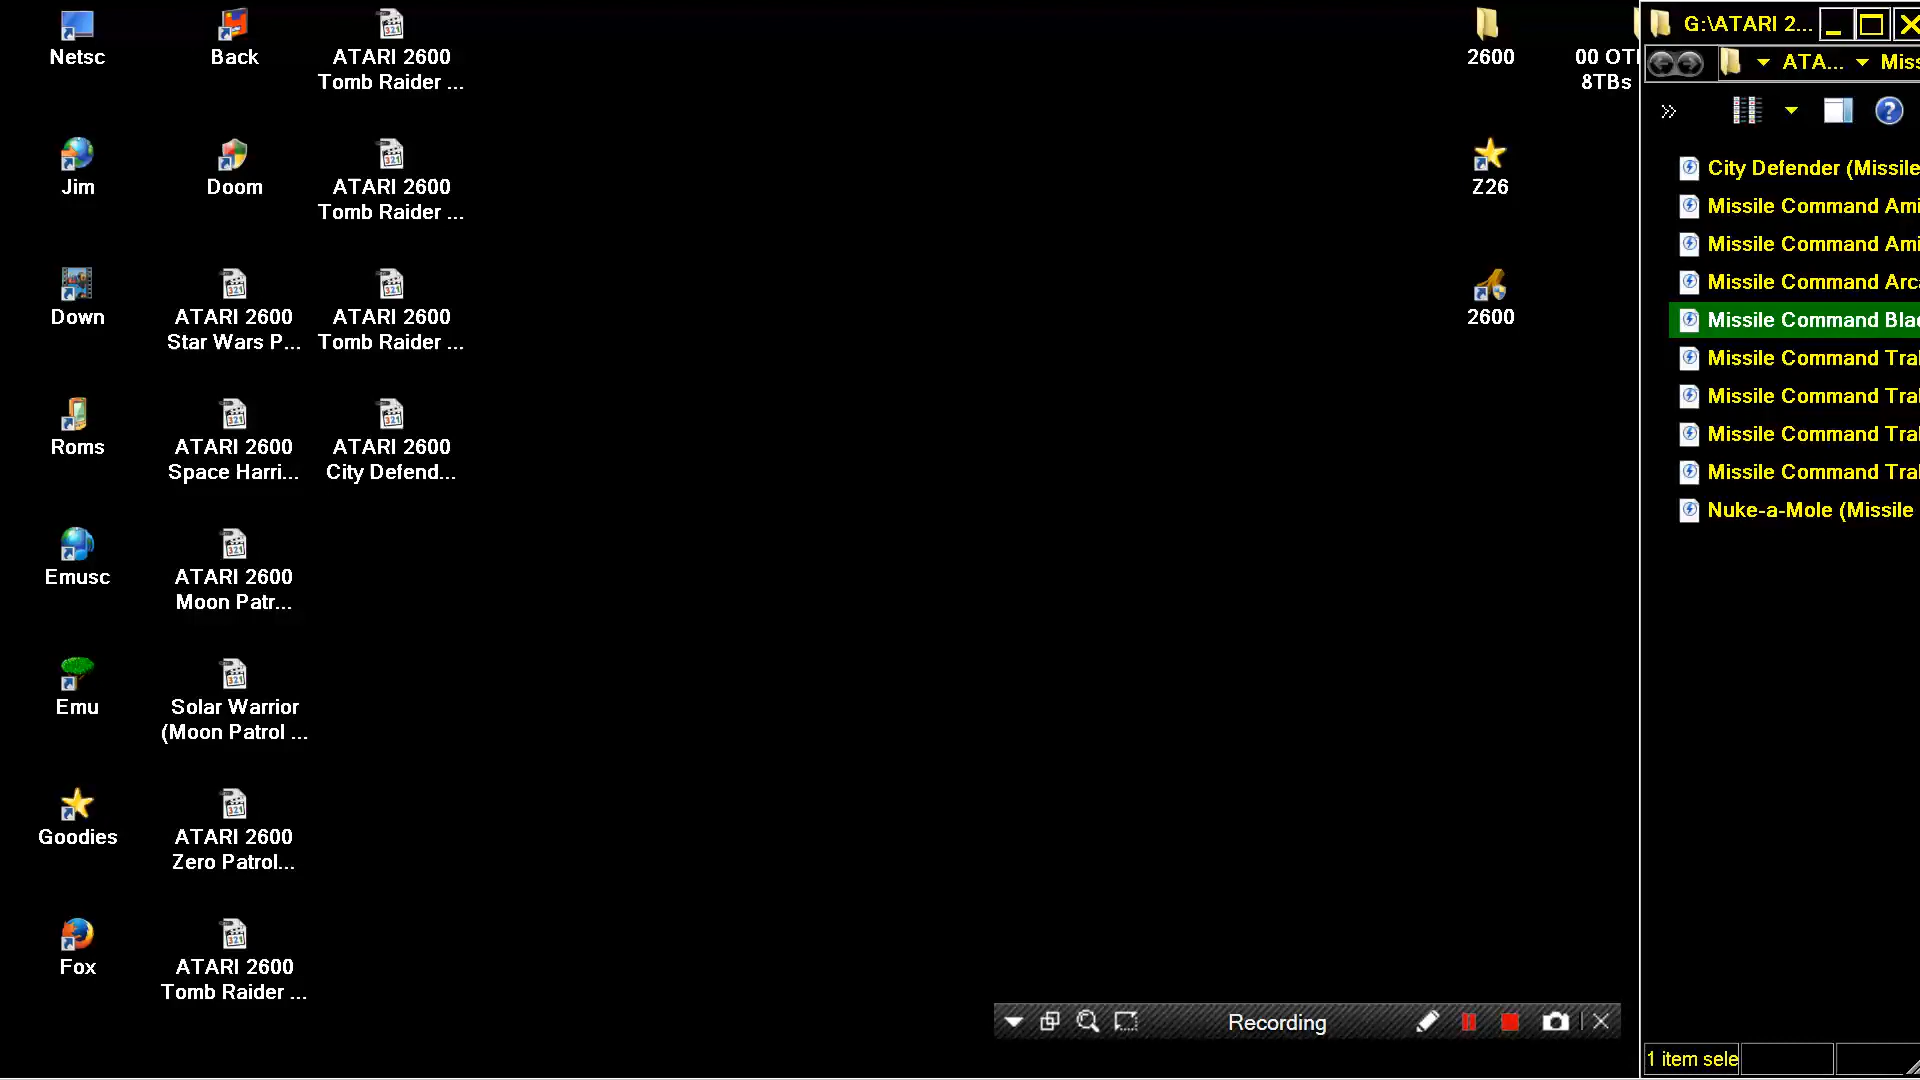 Netsc
Back
ATARI 2600
Tomb Raider ...
Jim
Doom
ATARI 2600
Tomb Raider ...
Down
ATARI 2600
Star Wars P...
ATARI 2600
Tomb Raider ...
Roms
ATARI 2600
Space Harri...
ATARI 2600
City Defend...
Emusc
ATARI 2600
Moon Patr...
Emu
Solar Warrior
(Moon Patrol ...
Goodies
ATARI 2600
Zero Patrol...
Fox
ATARI 2600
Tomb Raider ...
2600
00 OT
8TBs
Z26
2600
Recording
G:\ATARI 2...
ATA... Miss
City Defender (Missile
Missile Command Ami
Missile Command Ami
Missile Command Arc
Missile Command Bla
Missile Command Tra
Missile Command Tra
Missile Command Tra
Missile Command Tra
Nuke-a-Mole (Missile
1 item sele